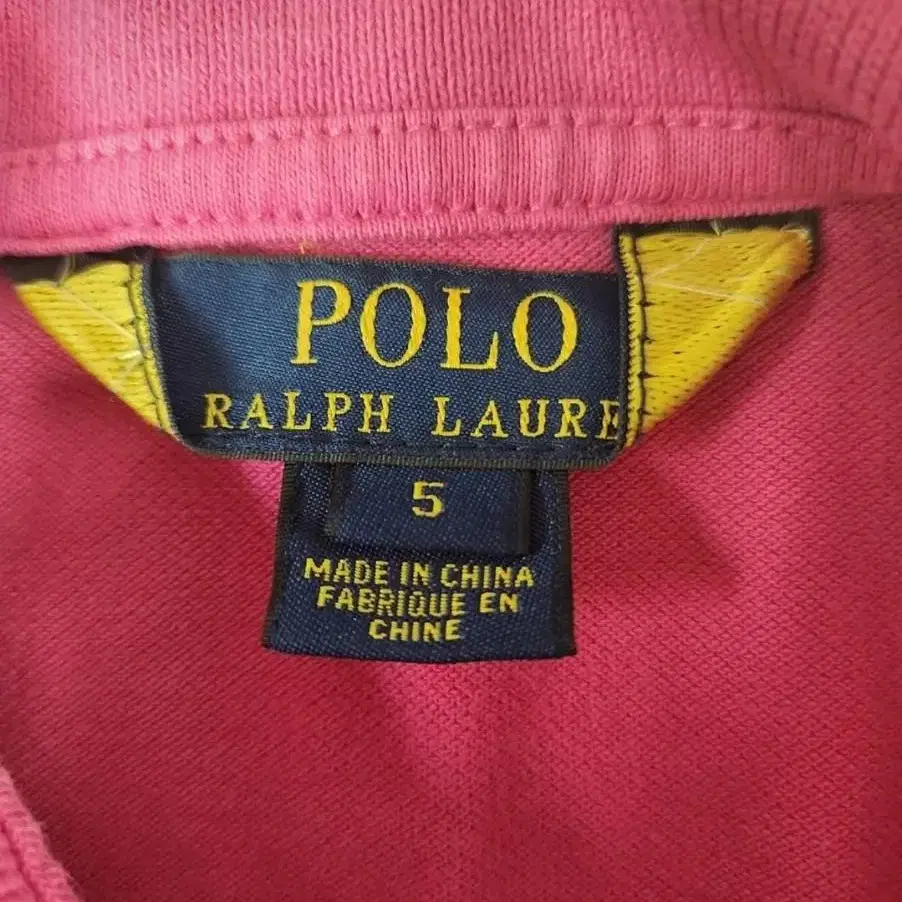 POLO
RALPH LAURE
5
MADE IN CHINA
FABRIQUE EN
CHINE